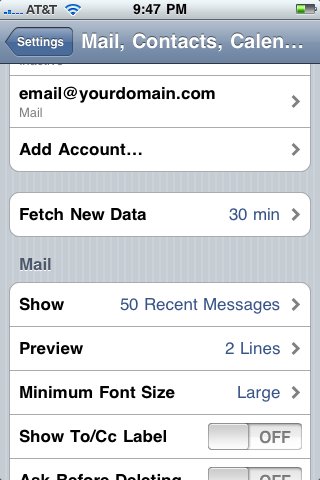 AT&T 9:47 PM
Settings Mail, Contacts, Calen...
Inactive
email@yourdomain.com
Mail
Add Account...
Fetch New Data 30 min
Mail
Show 50 Recent Messages
Preview 2 Lines
Minimum Font Size Large
Show To/Cc Label OFF
Ask Before Deleting OFF